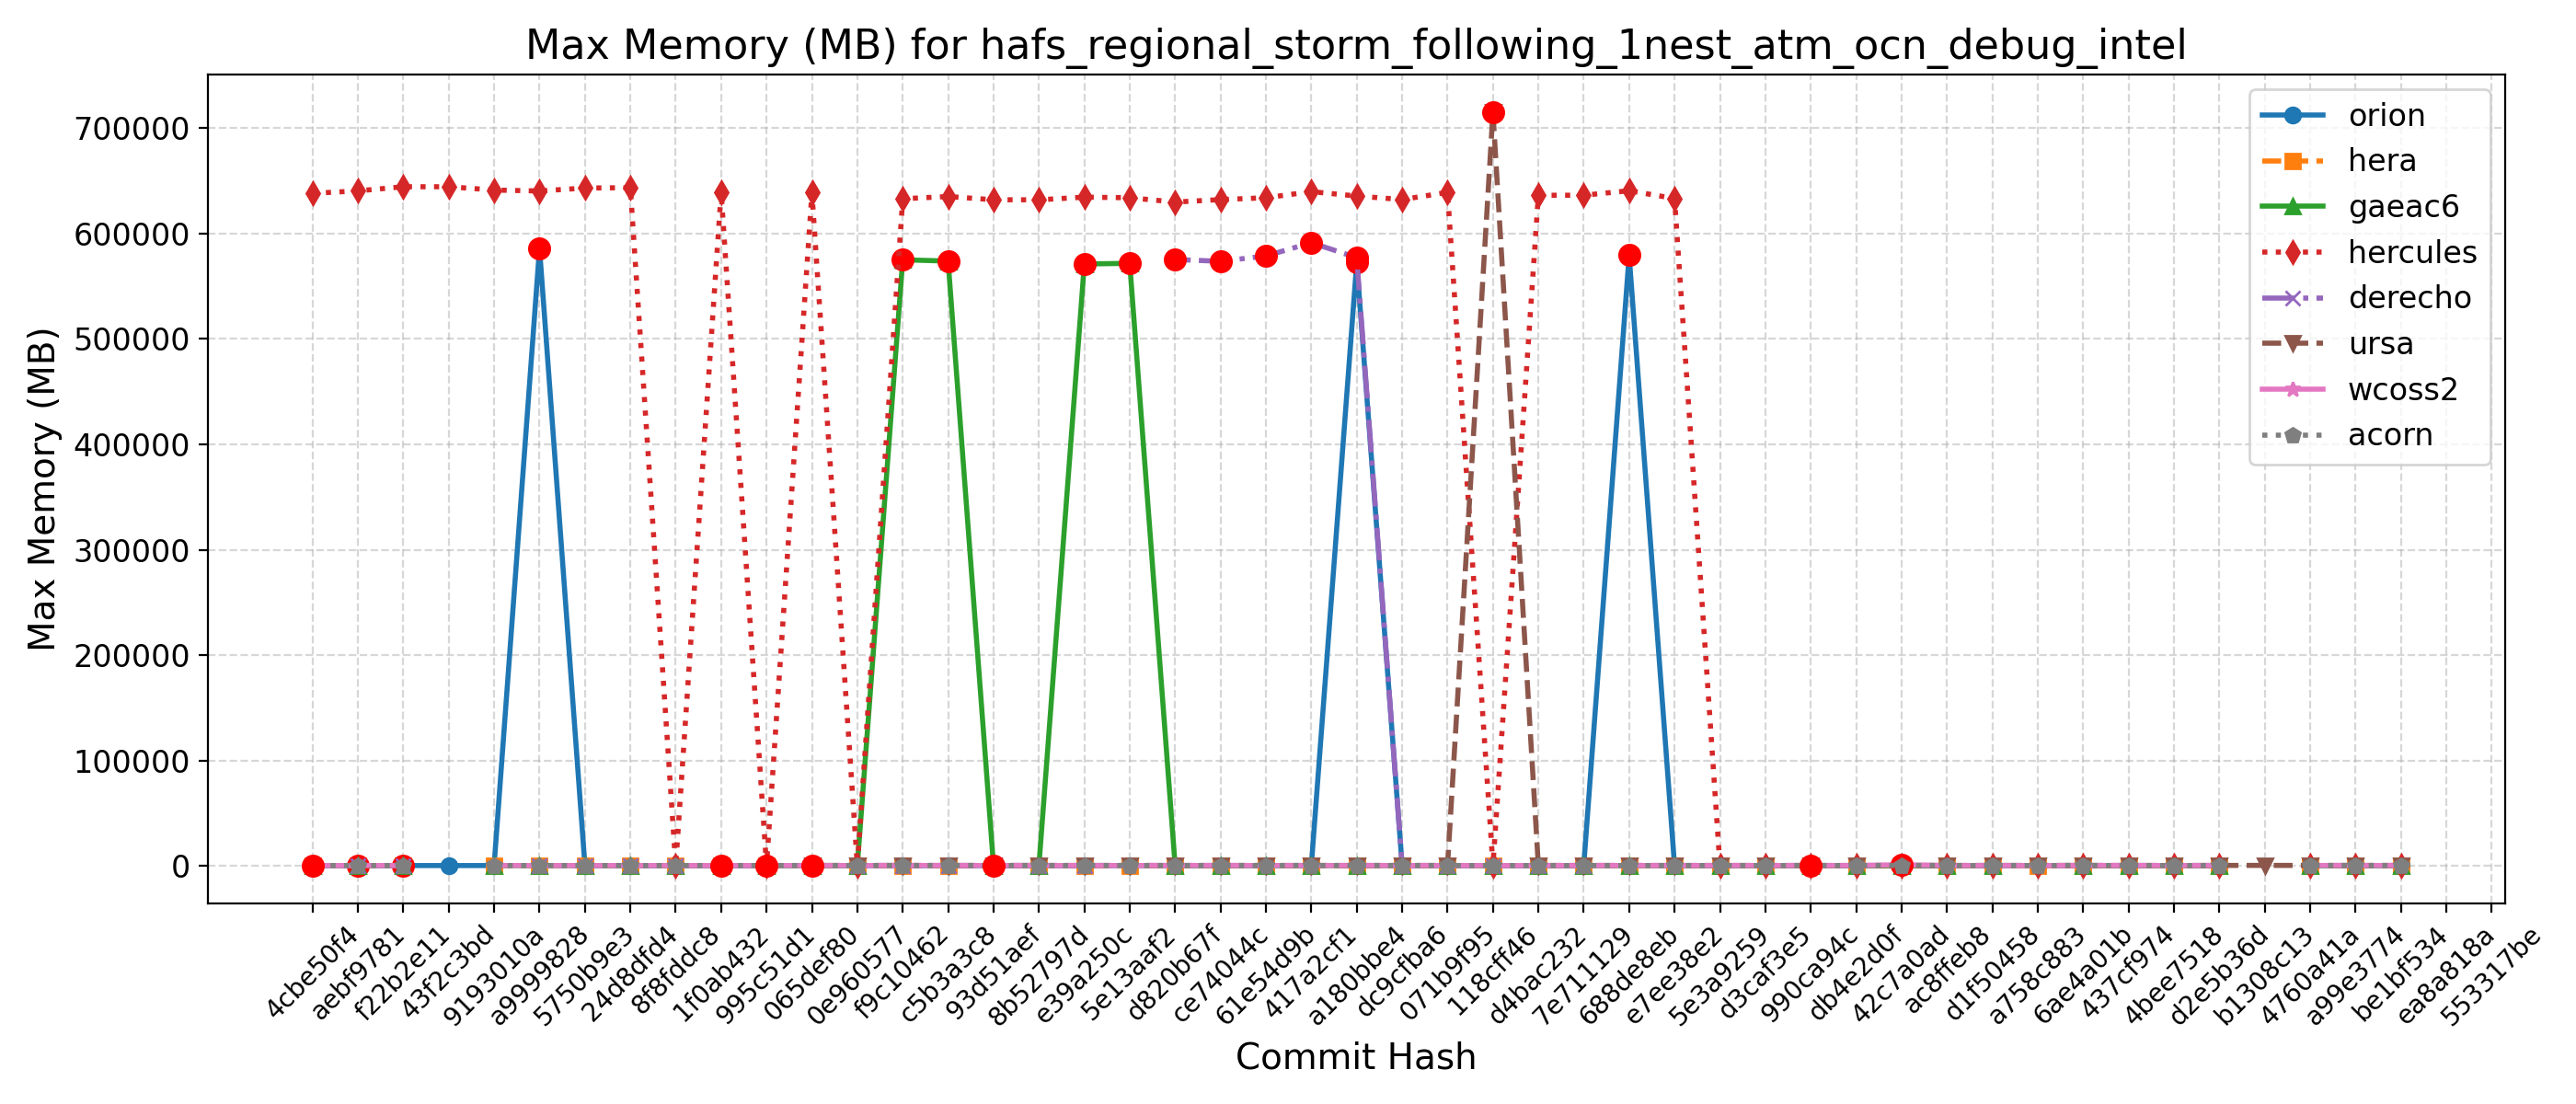 Max Memory (MB) for hafs_regional_storm_following_1nest_atm_ocn_debug_intel
Max Memory (MB)
700000
600000
500000
400000
300000
200000
100000
0
orion
hera
gaeac6
hercules
derecho
ursa
wcoss2
acorn
4cbe50f4
aebf9781
f22b2e11
43f2c3bd
9193010a
a9999828
5750b9e3
24d8dfd4
8f8fddc8
1f0ab432
995c51d1
065def80
0e960577
f9c10462
c5b3a3c8
93d51aef
8b52797d
e39a250c
5e13aaf2
d820b67f
ce74044c
61e54d9b
417a2cf1
a180bbe4
dc9cfba6
071b9f95
118cff46
d4bac232
7e711129
688de8eb
e7ee38e2
5e3a9259
d3caf3e5
990ca94c
db4e2d0f
42c7a0ad
ac8ffeb8
d1f50458
a758c883
6ae4a01b
437cf974
4bee7518
d2e5b36d
b1308c13
4760a41a
a99e3774
be1bf534
ea8a818a
553317be
Commit Hash